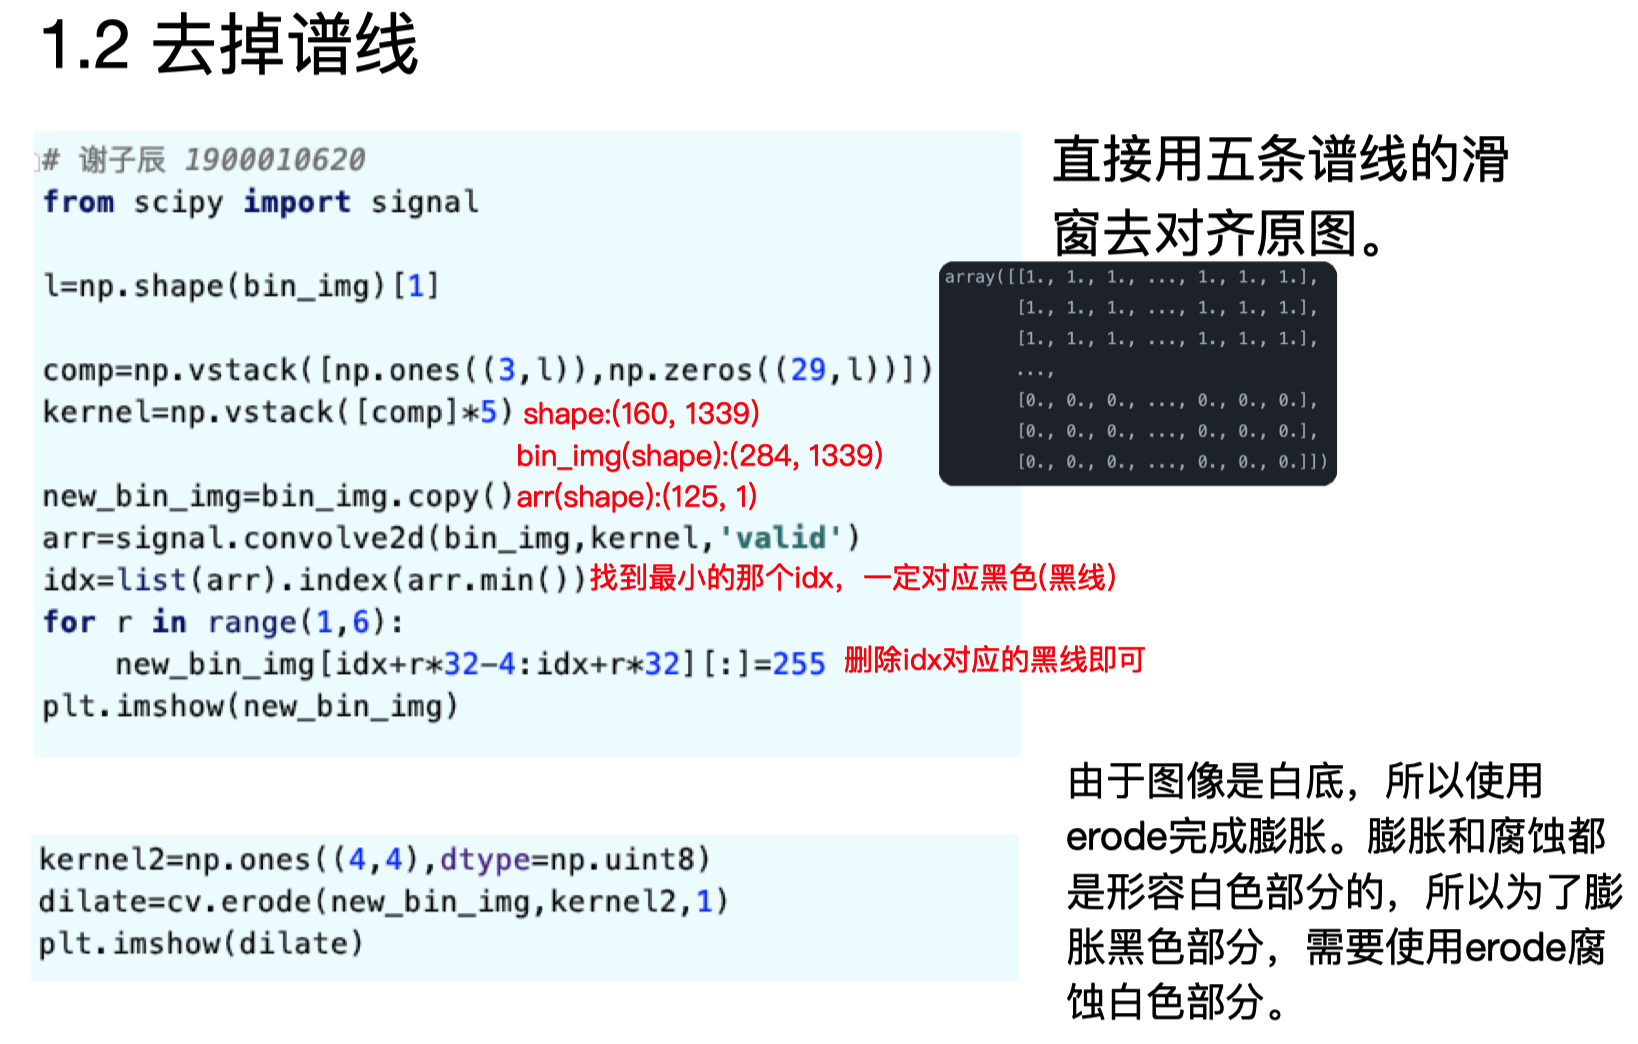 1.2 去掉谱线
# 谢子辰 1900010620
from scipy import signal
l=np.shape(bin_img)[1]
comp=np.vstack([np.ones((3,l)),np.zeros((29,l))])
kernel=np.vstack([comp]*5) shape:(160, 1339)
bin_img(shape):(284, 1339)
new_bin_img=bin_img.copy() arr(shape):(125, 1)
arr=signal.convolve2d(bin_img,kernel,'valid')
idx=list(arr).index(arr.min()) 找到最小的那个idx，一定对应黑色(黑线)
for r in range(1,6):
    new_bin_img[idx+r*32-4:idx+r*32][:]=255 删除idx对应的黑线即可
plt.imshow(new_bin_img)
直接用五条谱线的滑
窗去对齐原图。
array([[1., 1., 1., ..., 1., 1., 1.],
[1., 1., 1., ..., 1., 1., 1.],
[1., 1., 1., ..., 1., 1., 1.],
...,
[0., 0., 0., ..., 0., 0., 0.],
[0., 0., 0., ..., 0., 0., 0.],
[0., 0., 0., ..., 0., 0., 0.]])
kernel2=np.ones((4,4),dtype=np.uint8)
dilate=cv.erode(new_bin_img,kernel2,1)
plt.imshow(dilate)
由于图像是白底，所以使用
erode完成膨胀。膨胀和腐蚀都
是形容白色部分的，所以为了膨
胀黑色部分，需要使用erode腐
蚀白色部分。